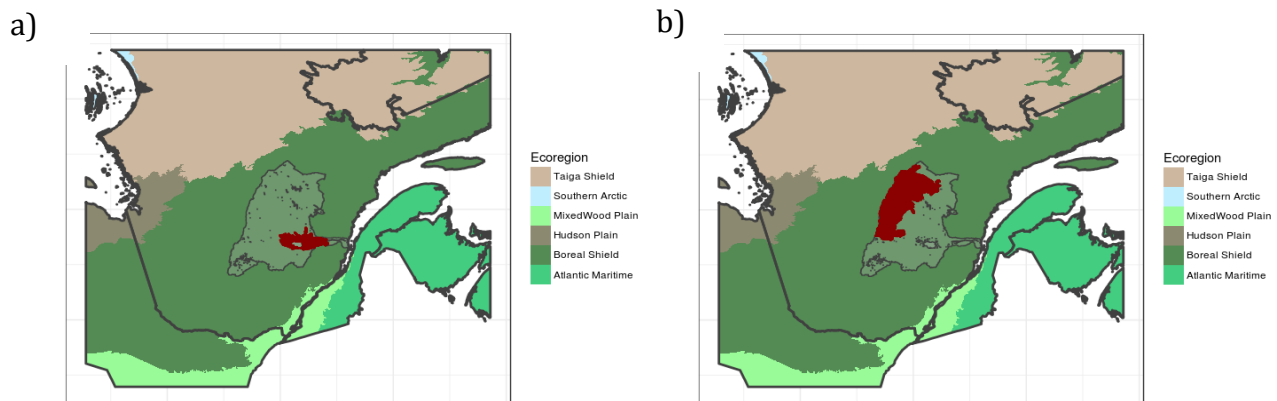 a)
Ecoregion
Taiga Shield
Southern Arctic
MixedWood Plain
Hudson Plain
Boreal Shield
Atlantic Maritime
b)
Ecoregion
Taiga Shield
Southern Arctic
MixedWood Plain
Hudson Plain
Boreal Shield
Atlantic Maritime